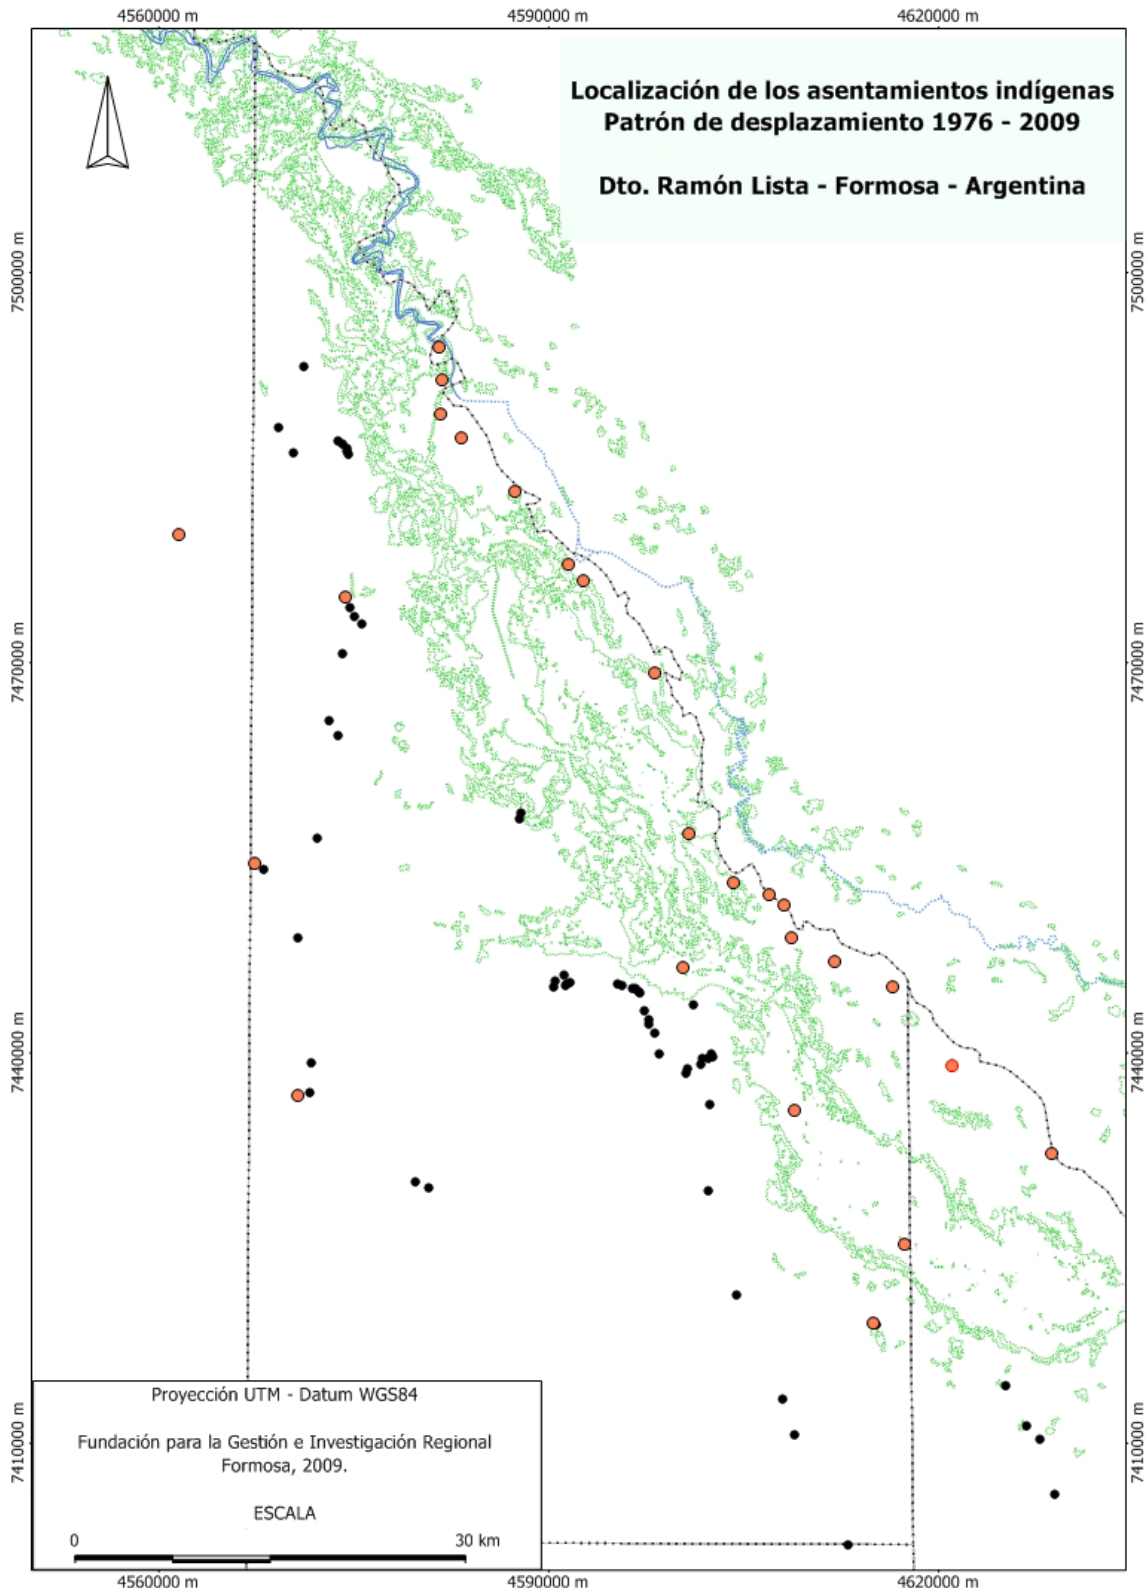 4560000 m
4590000 m
4620000 m
Localización de los asentamientos indígenas
Patrón de desplazamiento 1976 - 2009
Dto. Ramón Lista - Formosa - Argentina
7500000 m
7500000 m
7470000 m
7470000 m
7440000 m
7440000 m
7410000 m
7410000 m
Proyección UTM - Datum WGS84
Fundación para la Gestión e Investigación Regional
Formosa, 2009.
ESCALA
0
30 km
4560000 m
4590000 m
4620000 m